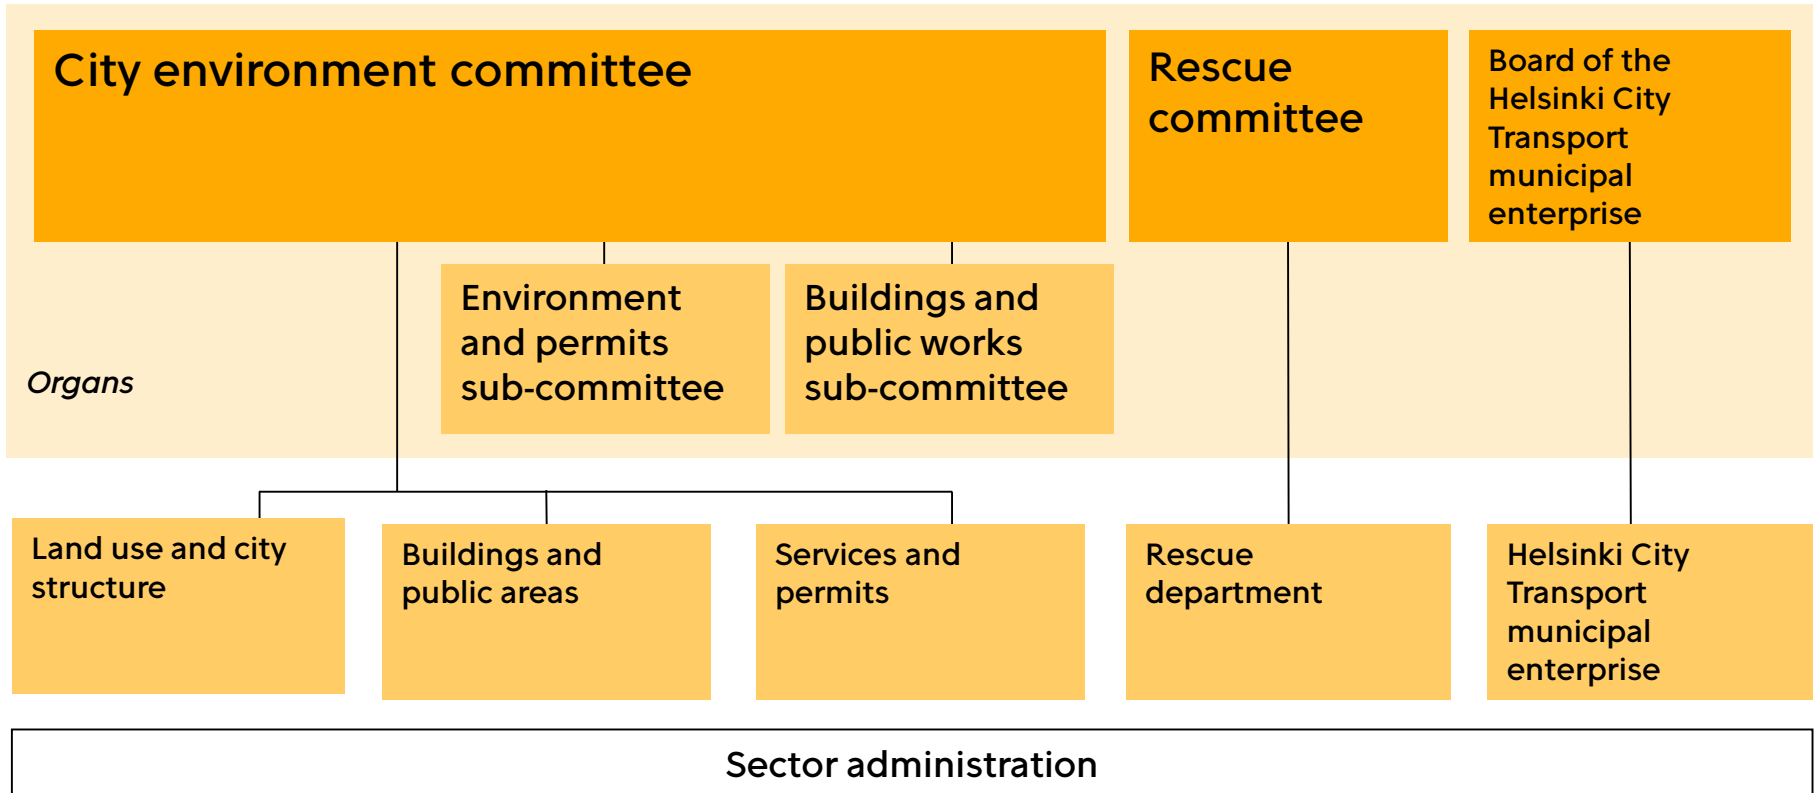 City environment committee
Rescue
committee
Board of the
Helsinki City
Transport
municipal
enterprise
Environment
and permits
sub-committee
Buildings and
public works
sub-committee
Organs
Land use and city
structure
Buildings and
public areas
Services and
permits
Rescue
department
Helsinki City
Transport
municipal
enterprise
Sector administration